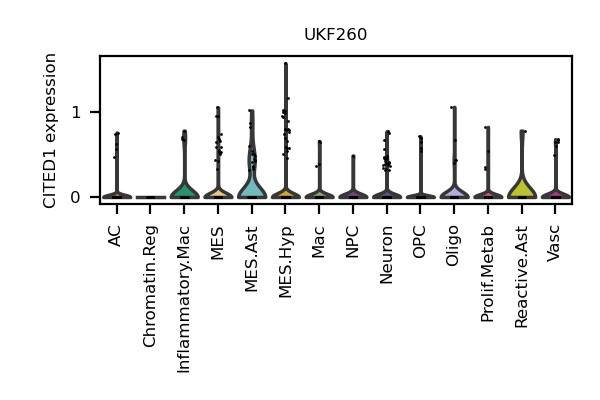 UKF260
CITED1 expression
1
0
AC
Chromatin.Reg
Inflammatory.Mac
MES
MES.Ast
MES.Hyp
Mac
NPC
Neuron
OPC
Oligo
Prolif.Metab
Reactive.Ast
Vasc